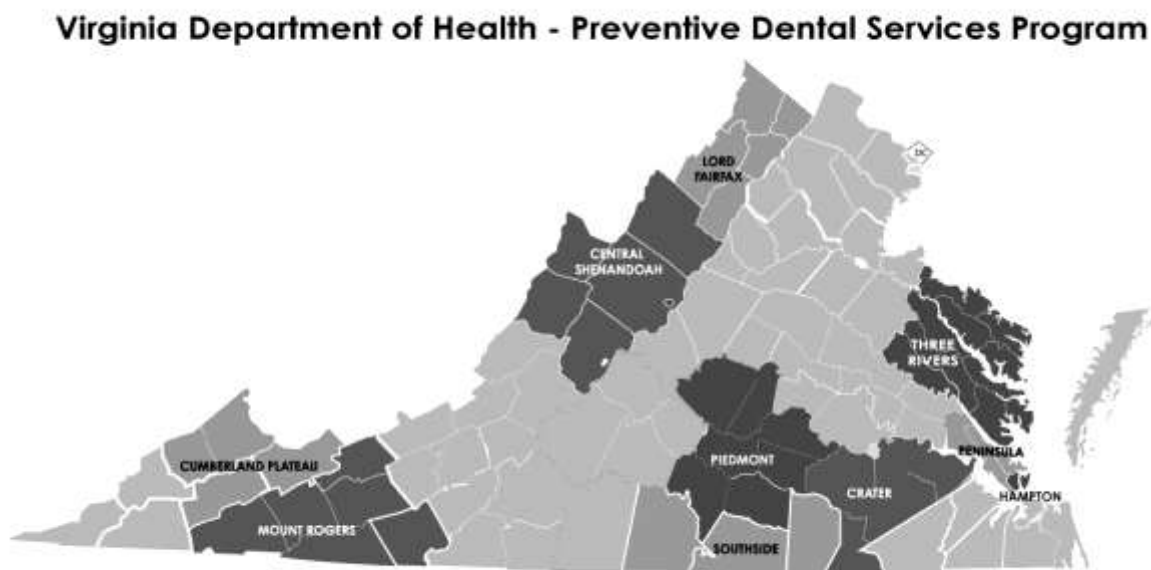 Virginia Department of Health - Preventive Dental Services Program
DC
LORD
FAIRFAX
CENTRAL
SHENANDOAH
THREE
RIVERS
CUMBERLAND PLATEAU
PIEDMONT
PENINSULA
CRATER
HAMPTON
MOUNT ROGERS
SOUTHSIDE